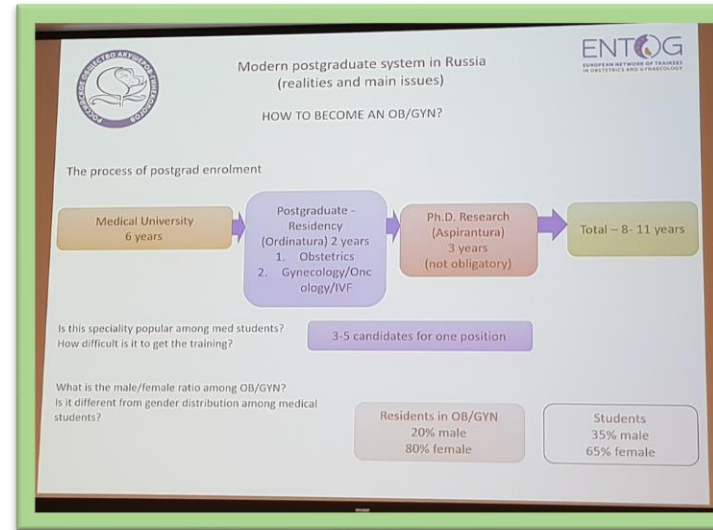 РОССИЙСКОЕ ОБЩЕСТВО АКУШЕРОВ-ГИНЕКОЛОГОВ
ENTOG
EUROPEAN NETWORK OF TRAINEES
IN OBSTETRICS AND GYNAECOLOGY
Modern postgraduate system in Russia
(realities and main issues)
HOW TO BECOME AN OB/GYN?
The process of postgrad enrolment
Medical University
6 years
Postgraduate -
Residency
(Ordinatura) 2 years
1. Obstetrics
2. Gynecology/Onc
ology/IVF
Ph.D. Research
(Aspirantura)
3 years
(not obligatory)
Total – 8- 11 years
Is this speciality popular among med students?
How difficult is it to get the training?
3-5 candidates for one position
What is the male/female ratio among OB/GYN?
Is it different from gender distribution among medical
students?
Residents in OB/GYN
20% male
80% female
Students
35% male
65% female